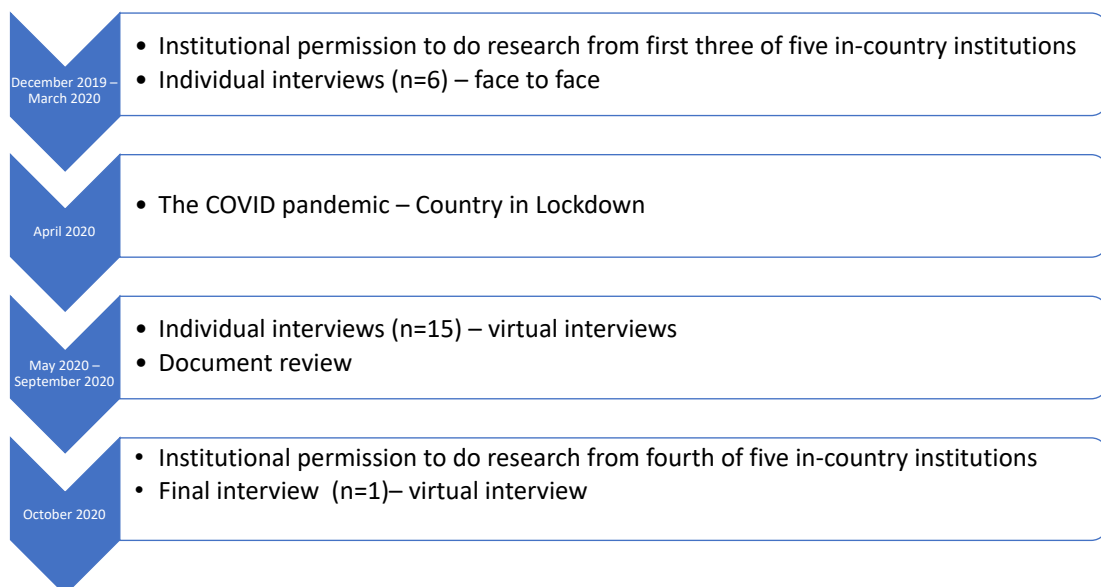 December 2019 –
March 2020
• Institutional permission to do research from first three of five in-country institutions
• Individual interviews (n=6) – face to face
April 2020
• The COVID pandemic – Country in Lockdown
May 2020 –
September 2020
• Individual interviews (n=15) – virtual interviews
• Document review
October 2020
• Institutional permission to do research from fourth of five in-country institutions
• Final interview  (n=1)– virtual interview